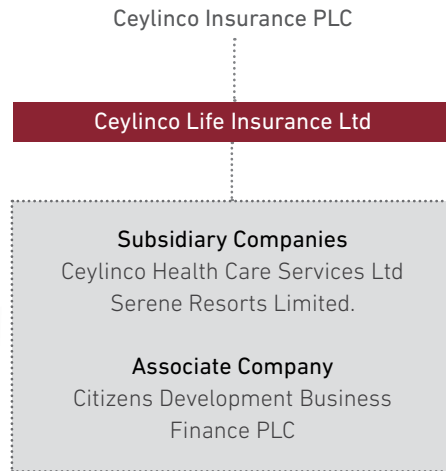 Ceylinco Insurance PLC
Ceylinco Life Insurance Ltd
Subsidiary Companies
Ceylinco Health Care Services Ltd
Serene Resorts Limited.
Associate Company
Citizens Development Business
Finance PLC